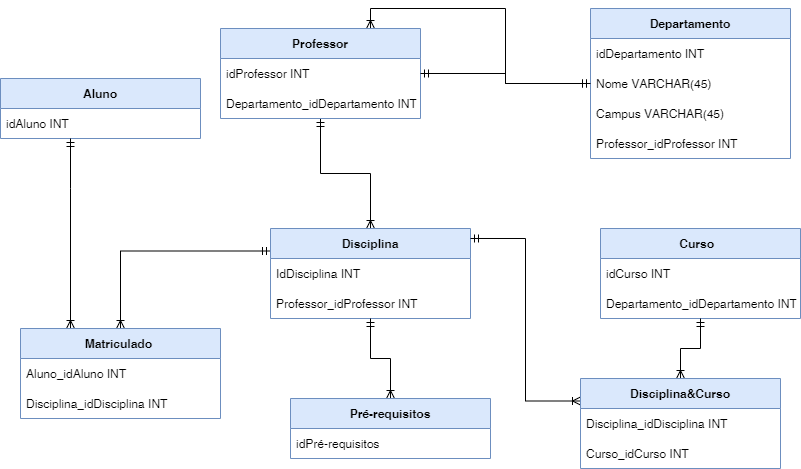 Professor
idProfessor INT
Departamento_idDepartamento INT
Departamento
idDepartamento INT
Nome VARCHAR(45)
Campus VARCHAR(45)
Professor_idProfessor INT
Aluno
idAluno INT
Disciplina
IdDisciplina INT
Professor_idProfessor INT
Curso
idCurso INT
Departamento_idDepartamento INT
Matriculado
Aluno_idAluno INT
Disciplina_idDisciplina INT
Pré-requisitos
idPré-requisitos
Disciplina&Curso
Disciplina_idDisciplina INT
Curso_idCurso INT